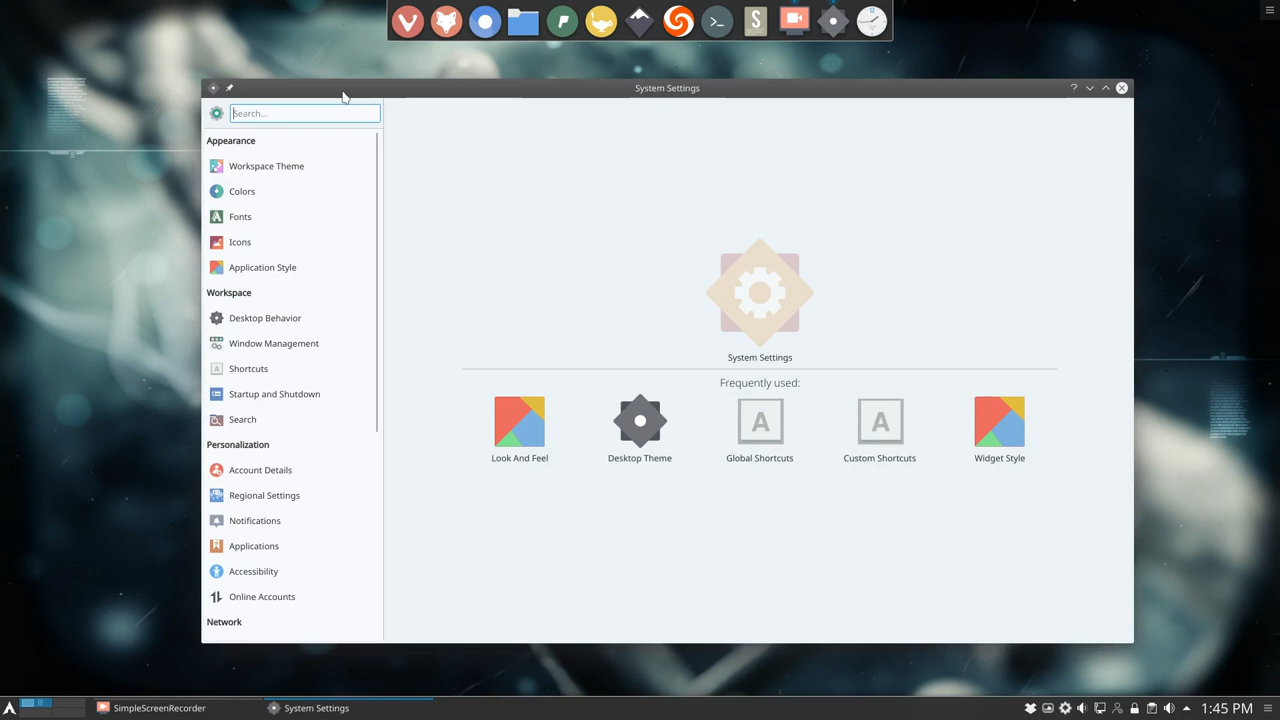 System Settings
?
Search...
Appearance
Workspace Theme
Colors
Fonts
Icons
Application Style
Workspace
Desktop Behavior
Window Management
Shortcuts
Startup and Shutdown
Search
Personalization
Account Details
Regional Settings
Notifications
Applications
Accessibility
Online Accounts
Network
System Settings
Frequently used:
Look And Feel
Desktop Theme
Global Shortcuts
Custom Shortcuts
Widget Style
SimpleScreenRecorder
System Settings
1:45 PM